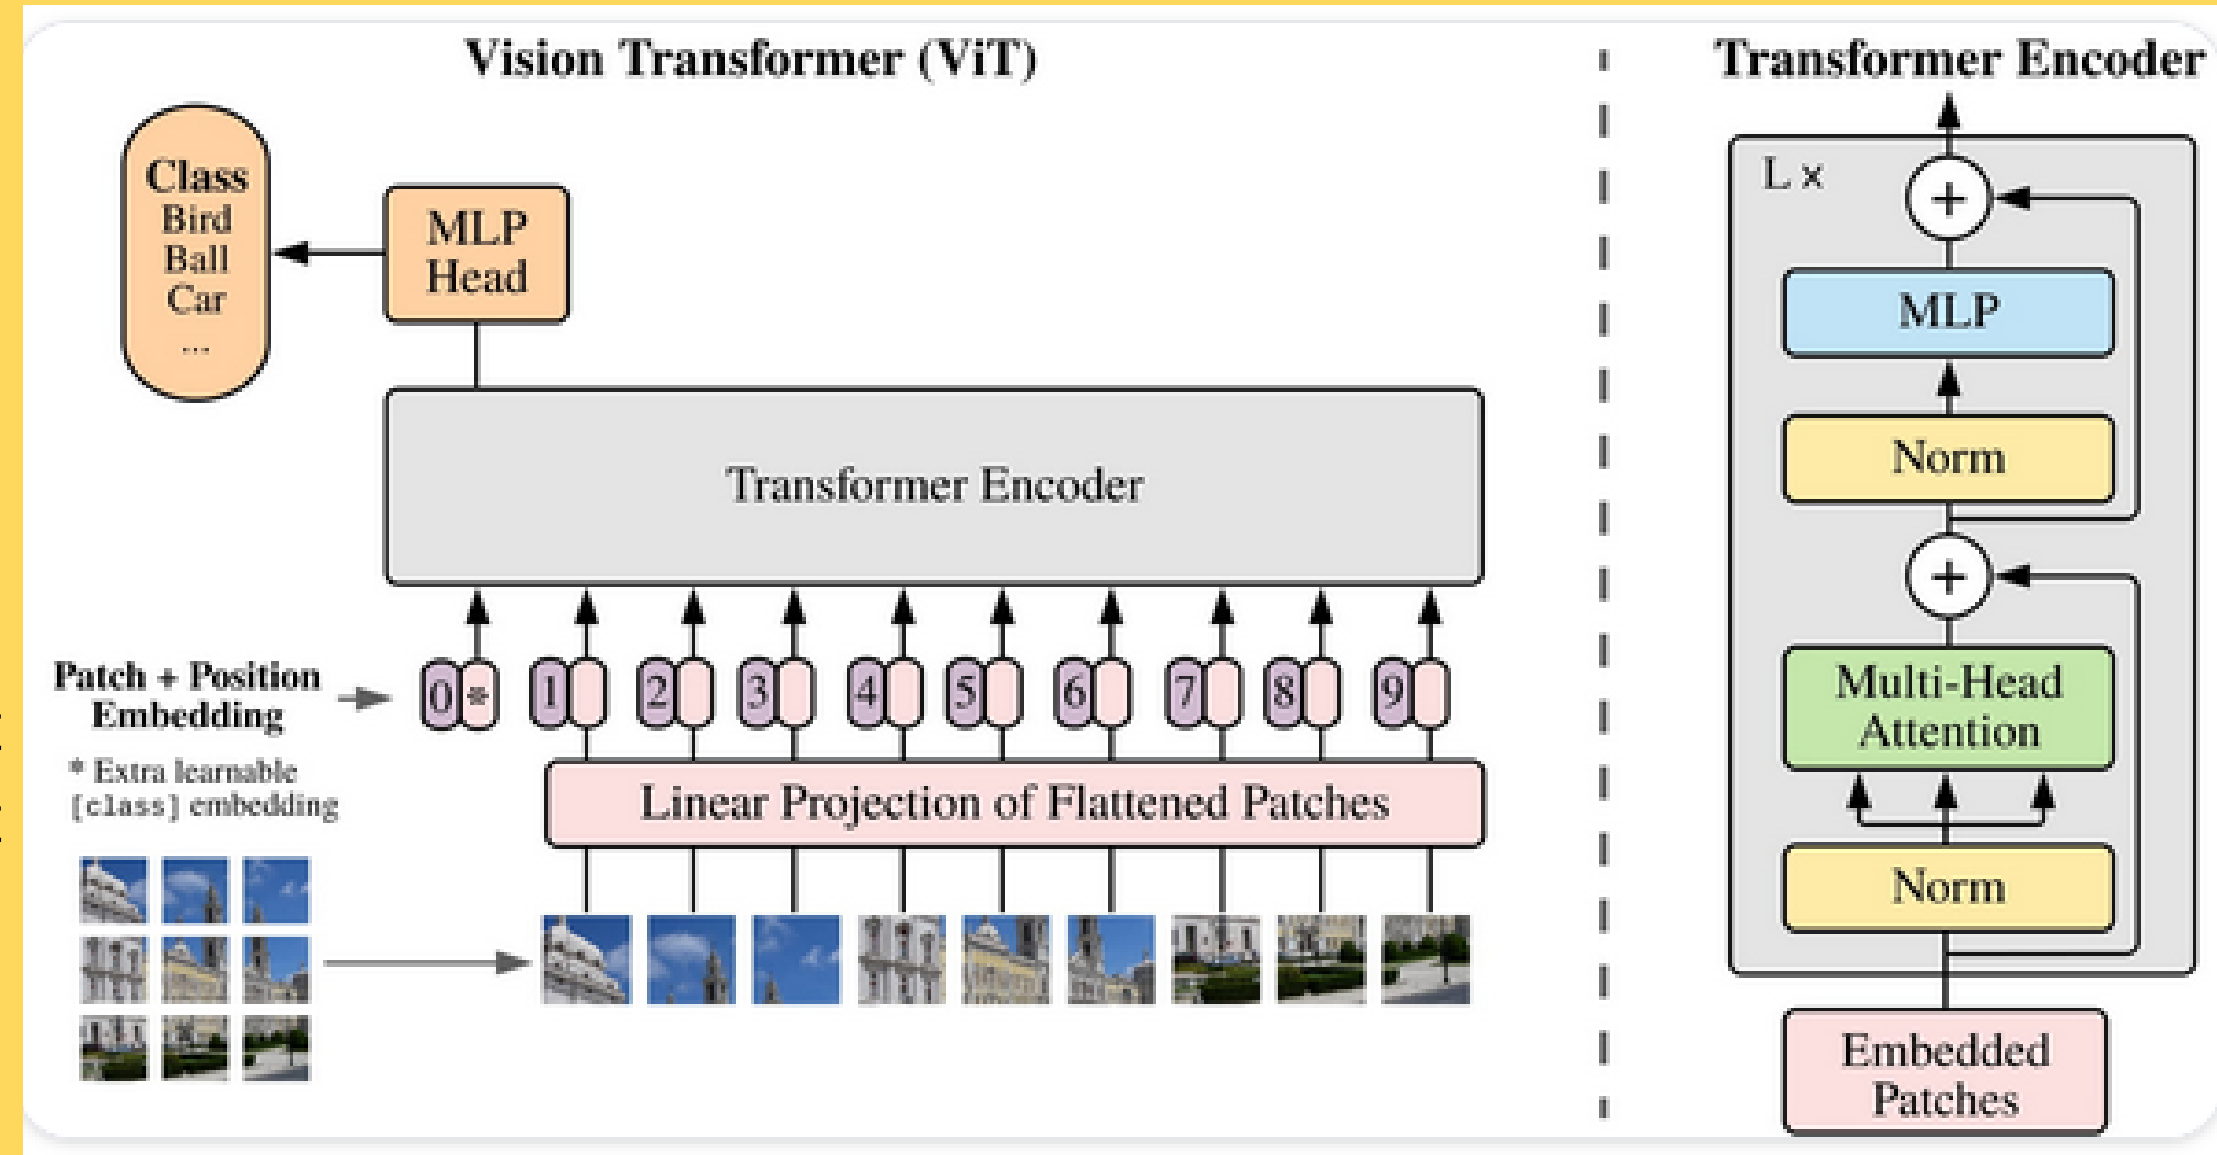 Vision Transformer (ViT)
Class
Bird
Ball
Car
...
MLP
Head
Transformer Encoder
Patch + Position
Embedding
* Extra learnable
[class] embedding
0 * 1 2 3 4 5 6 7 8 9
Linear Projection of Flattened Patches
Transformer Encoder
L x
+
MLP
Norm
+
Multi-Head
Attention
Norm
Embedded
Patches